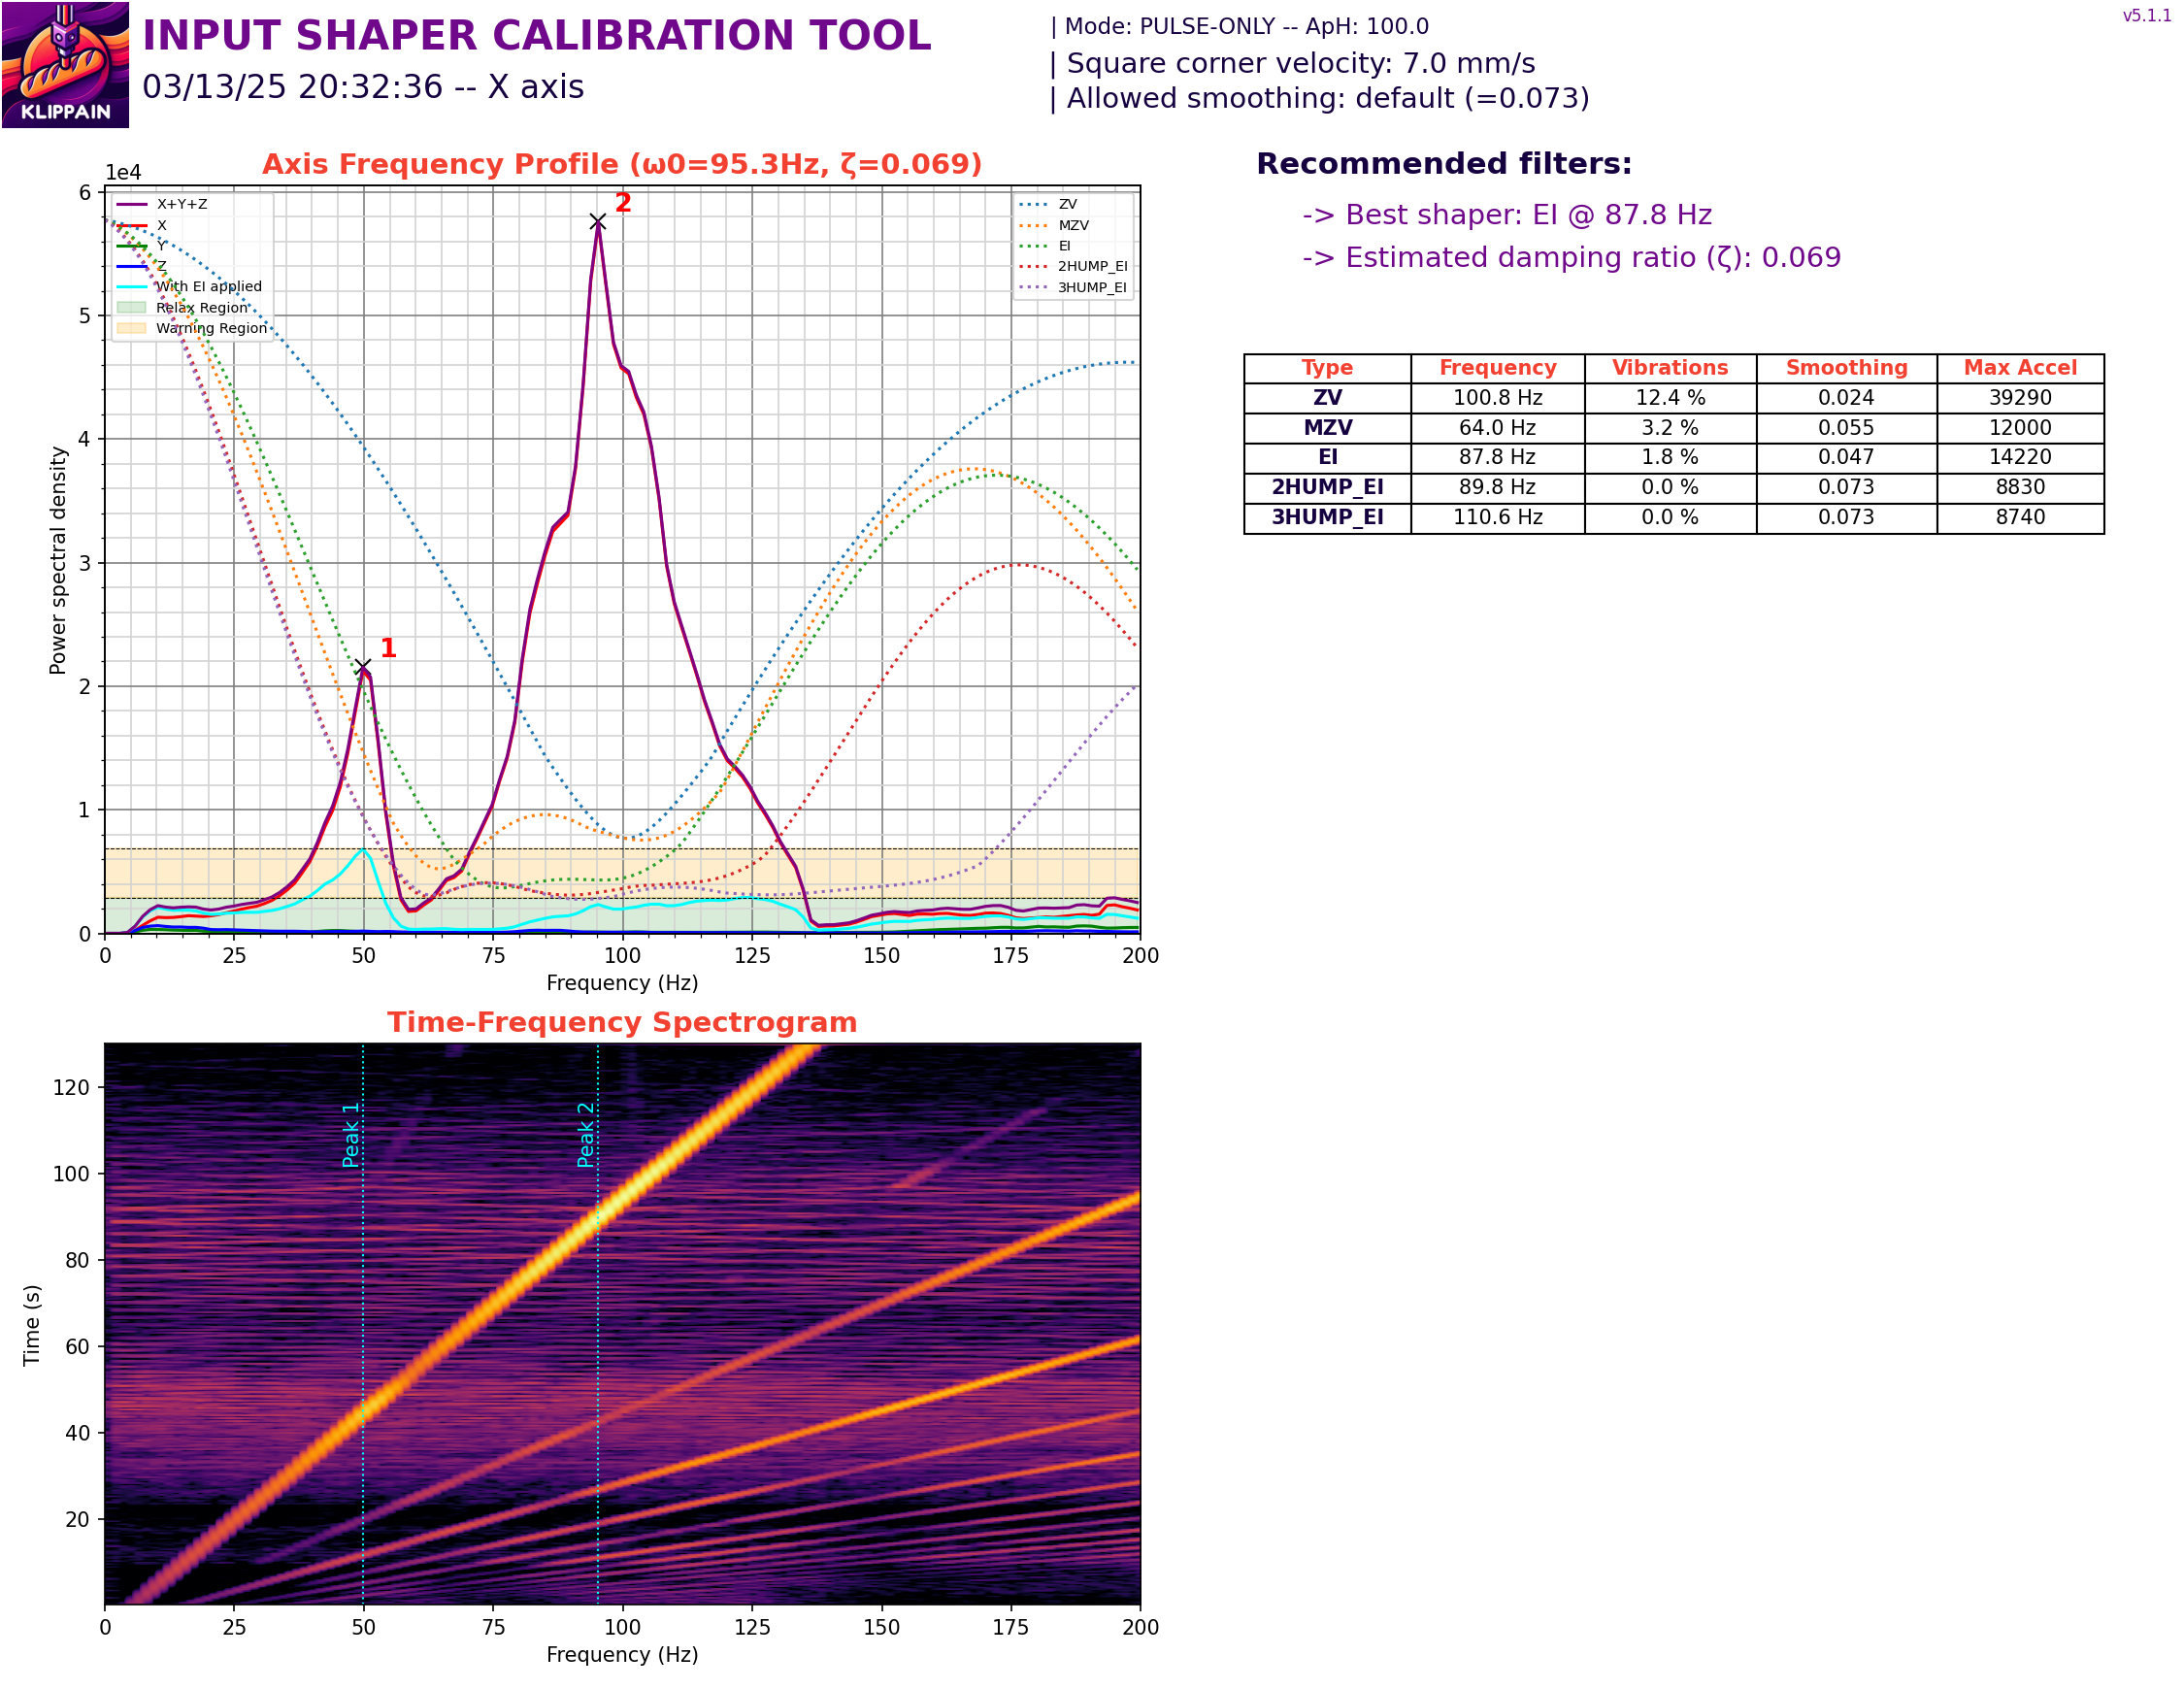 v5.1.1
INPUT SHAPER CALIBRATION TOOL
03/13/25 20:32:36 -- X axis
KLIPPAIN
| Mode: PULSE-ONLY -- ApH: 100.0
| Square corner velocity: 7.0 mm/s
| Allowed smoothing: default (=0.073)
Axis Frequency Profile (ω0=95.3Hz, ζ=0.069)
1e4
Power spectral density
6
5
4
3
2
1
0
X+Y+Z
X
Y
Z
With EI applied
Relax Region
Warning Region
1
2
ZV
MZV
EI
2HUMP_EI
3HUMP_EI
0 25 50 75 100 125 150 175 200
Frequency (Hz)
Recommended filters:
-> Best shaper: EI @ 87.8 Hz
-> Estimated damping ratio (ζ): 0.069
Type Frequency Vibrations Smoothing Max Accel
ZV 100.8 Hz 12.4 % 0.024 39290
MZV 64.0 Hz 3.2 % 0.055 12000
EI 87.8 Hz 1.8 % 0.047 14220
2HUMP_EI 89.8 Hz 0.0 % 0.073 8830
3HUMP_EI 110.6 Hz 0.0 % 0.073 8740
Time-Frequency Spectrogram
Time (s)
120
100
80
60
40
20
Peak 1
Peak 2
0 25 50 75 100 125 150 175 200
Frequency (Hz)